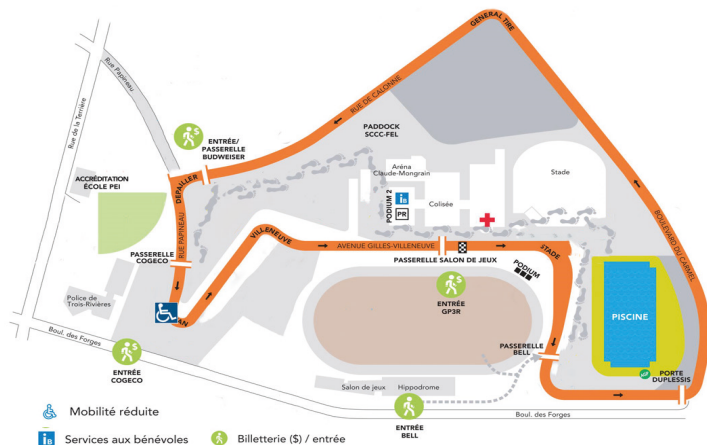 GENERAL TIRE
Rue Papineau
Rue de la Terrière
RUE DE CALONNE
$
ENTRÉE/
PASSERELLE
BUDWEISER
PADDOCK
SCCC-FEL
ACCRÉDITATION
ÉCOLE PEI
DEPAILLER
Aréna
Claude-Mongrain
Stade
PODIUM 2
iB
PR
Colisée
RUE PAPINEAU
VILLENEUVE
BOULEVARD DU CARMEL
PASSERELLE
COGECO
AVENUE GILLES-VILLENEUVE
STADE
PASSERELLE SALON DE JEUX
PODIUM
$
ENTRÉE
GP3R
Police de
Trois-Rivières
PISCINE
Boul. des Forges
$
ENTRÉE
COGECO
PASSERELLE
BELL
PORTE
DUPLESSIS
Salon de jeux
Hippodrome
$
ENTRÉE
BELL
Boul. des Forges
Mobilité réduite
iB
Services aux bénévoles
$
Billetterie ($) / entrée